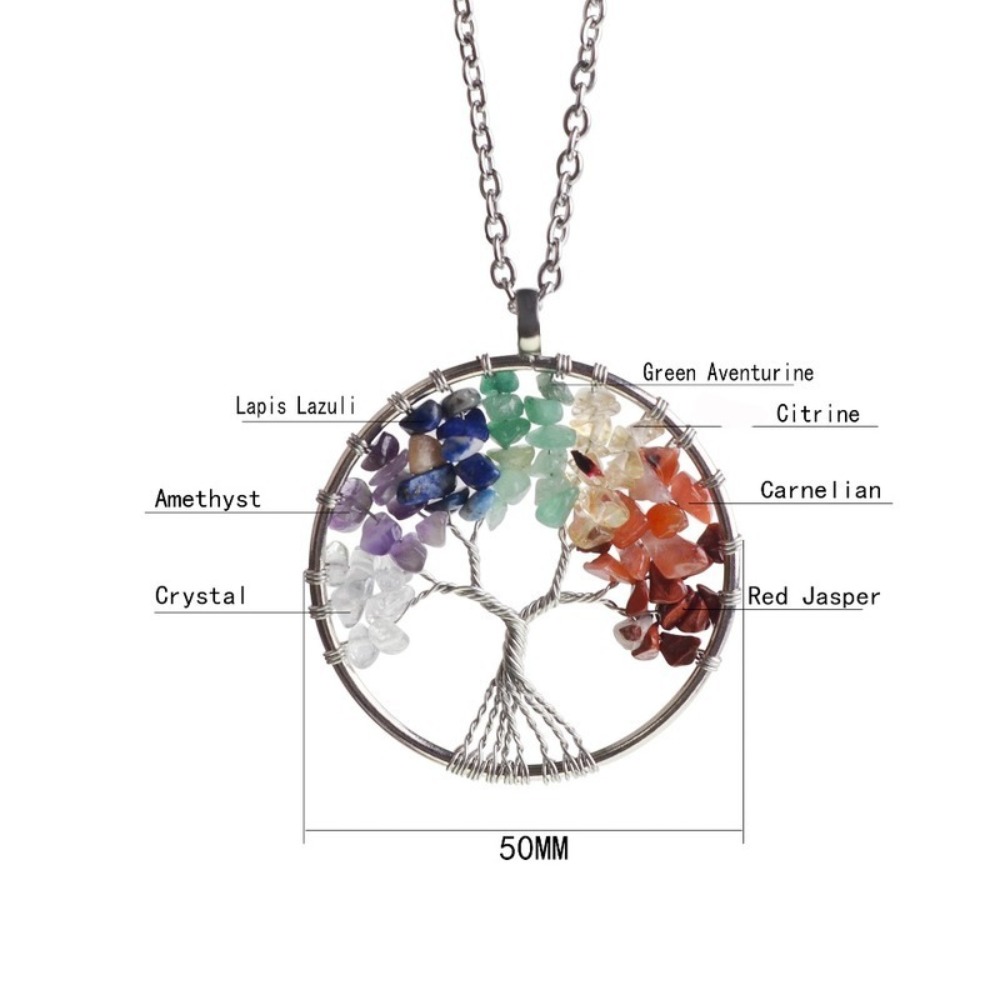 Green Aventurine
Lapis Lazuli
Citrine
Amethyst
Carnelian
Crystal
Red Jasper
50MM